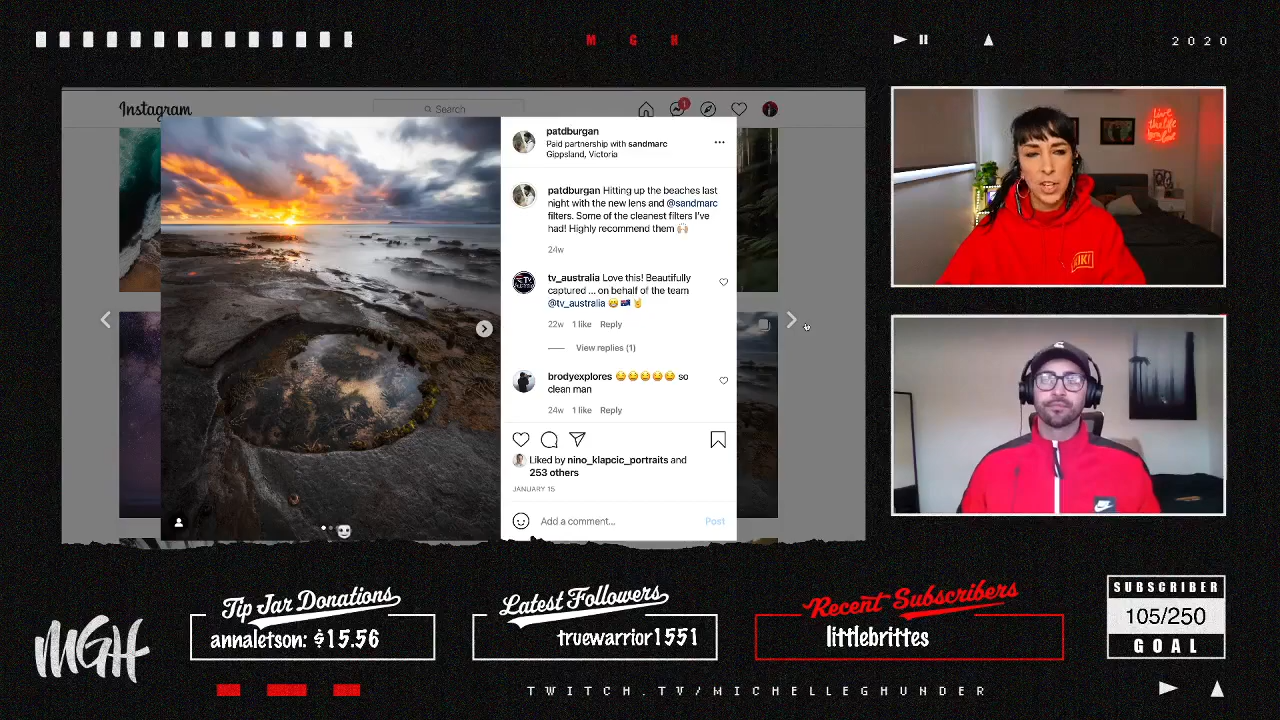 M G H
2020
Instagram
Search
1
patdburgan
Paid partnership with sandmarc
Gippsland, Victoria
patdburgan Hitting up the beaches last
night with the new lens and @sandmarc
filters. Some of the cleanest filters I've
had! Highly recommend them 🙌🏼
24w
tv_australia Love this! Beautifully
captured ... on behalf of the team
@tv_australia
22w 1 like Reply
View replies (1)
brodyexplores 😂😂😂😂😂 so
clean man
24w 1 like Reply
Liked by nino_klapcic_portraits and
253 others
JANUARY 15
Add a comment...
Post
MGH
Tip Jar Donations
annaletson: $15.56
Latest Followers
truewarrior1551
Recent Subscribers
littlebrittes
SUBSCRIBER
105/250
GOAL
TWITCH.TV/MICHELLEGHUNDER